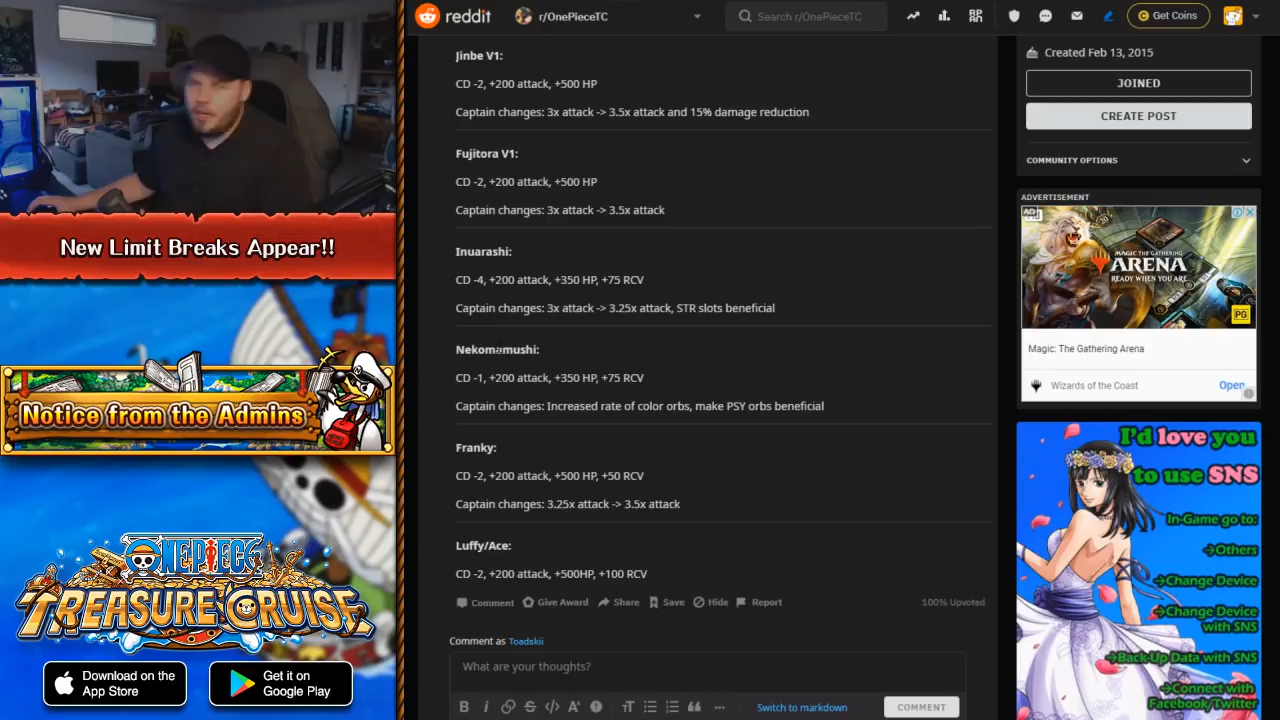 reddit
r/OnePieceTC
Search r/OnePieceTC
Get Coins
Jinbe V1:
CD -2, +200 attack, +500 HP
Captain changes: 3x attack -> 3.5x attack and 15% damage reduction
Fujitora V1:
CD -2, +200 attack, +500 HP
Captain changes: 3x attack -> 3.5x attack
Inuarashi:
CD -4, +200 attack, +350 HP, +75 RCV
Captain changes: 3x attack -> 3.25x attack, STR slots beneficial
Nekomamushi:
CD -1, +200 attack, +350 HP, +75 RCV
Captain changes: Increased rate of color orbs, make PSY orbs beneficial
Franky:
CD -2, +200 attack, +500 HP, +50 RCV
Captain changes: 3.25x attack -> 3.5x attack
Luffy/Ace:
CD -2, +200 attack, +500HP, +100 RCV
Comment
Give Award
Share
Save
Hide
Report
100% Upvoted
Comment as Toadskii
What are your thoughts?
Switch to markdown
COMMENT
Created Feb 13, 2015
JOINED
CREATE POST
COMMUNITY OPTIONS
ADVERTISEMENT
AD
MAGIC THE GATHERING
ARENA
READY WHEN YOU ARE
PG
Magic: The Gathering Arena
Wizards of the Coast
Open
I'd love you
to use SNS
In-Game go to:
→Others
→Change Device
→Change Device
with SNS
→Back-Up Data with SNS
→Connect with
Facebook/Twitter
New Limit Breaks Appear!!
Notice from the Admins
ONE PIECE
TREASURE CRUISE
Download on the
App Store
Get it on
Google Play